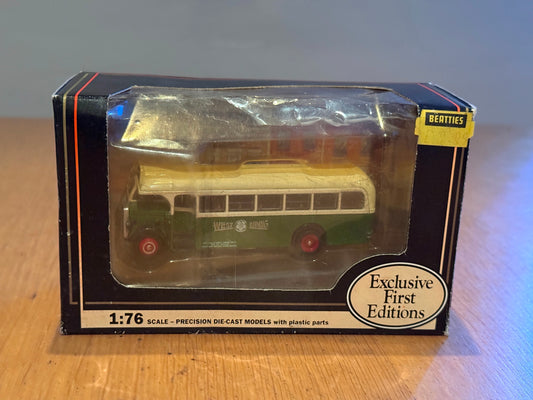 BEATTIES
WEST RIDING
Exclusive
First
Editions
1:76 SCALE – PRECISION DIE-CAST MODELS with plastic parts